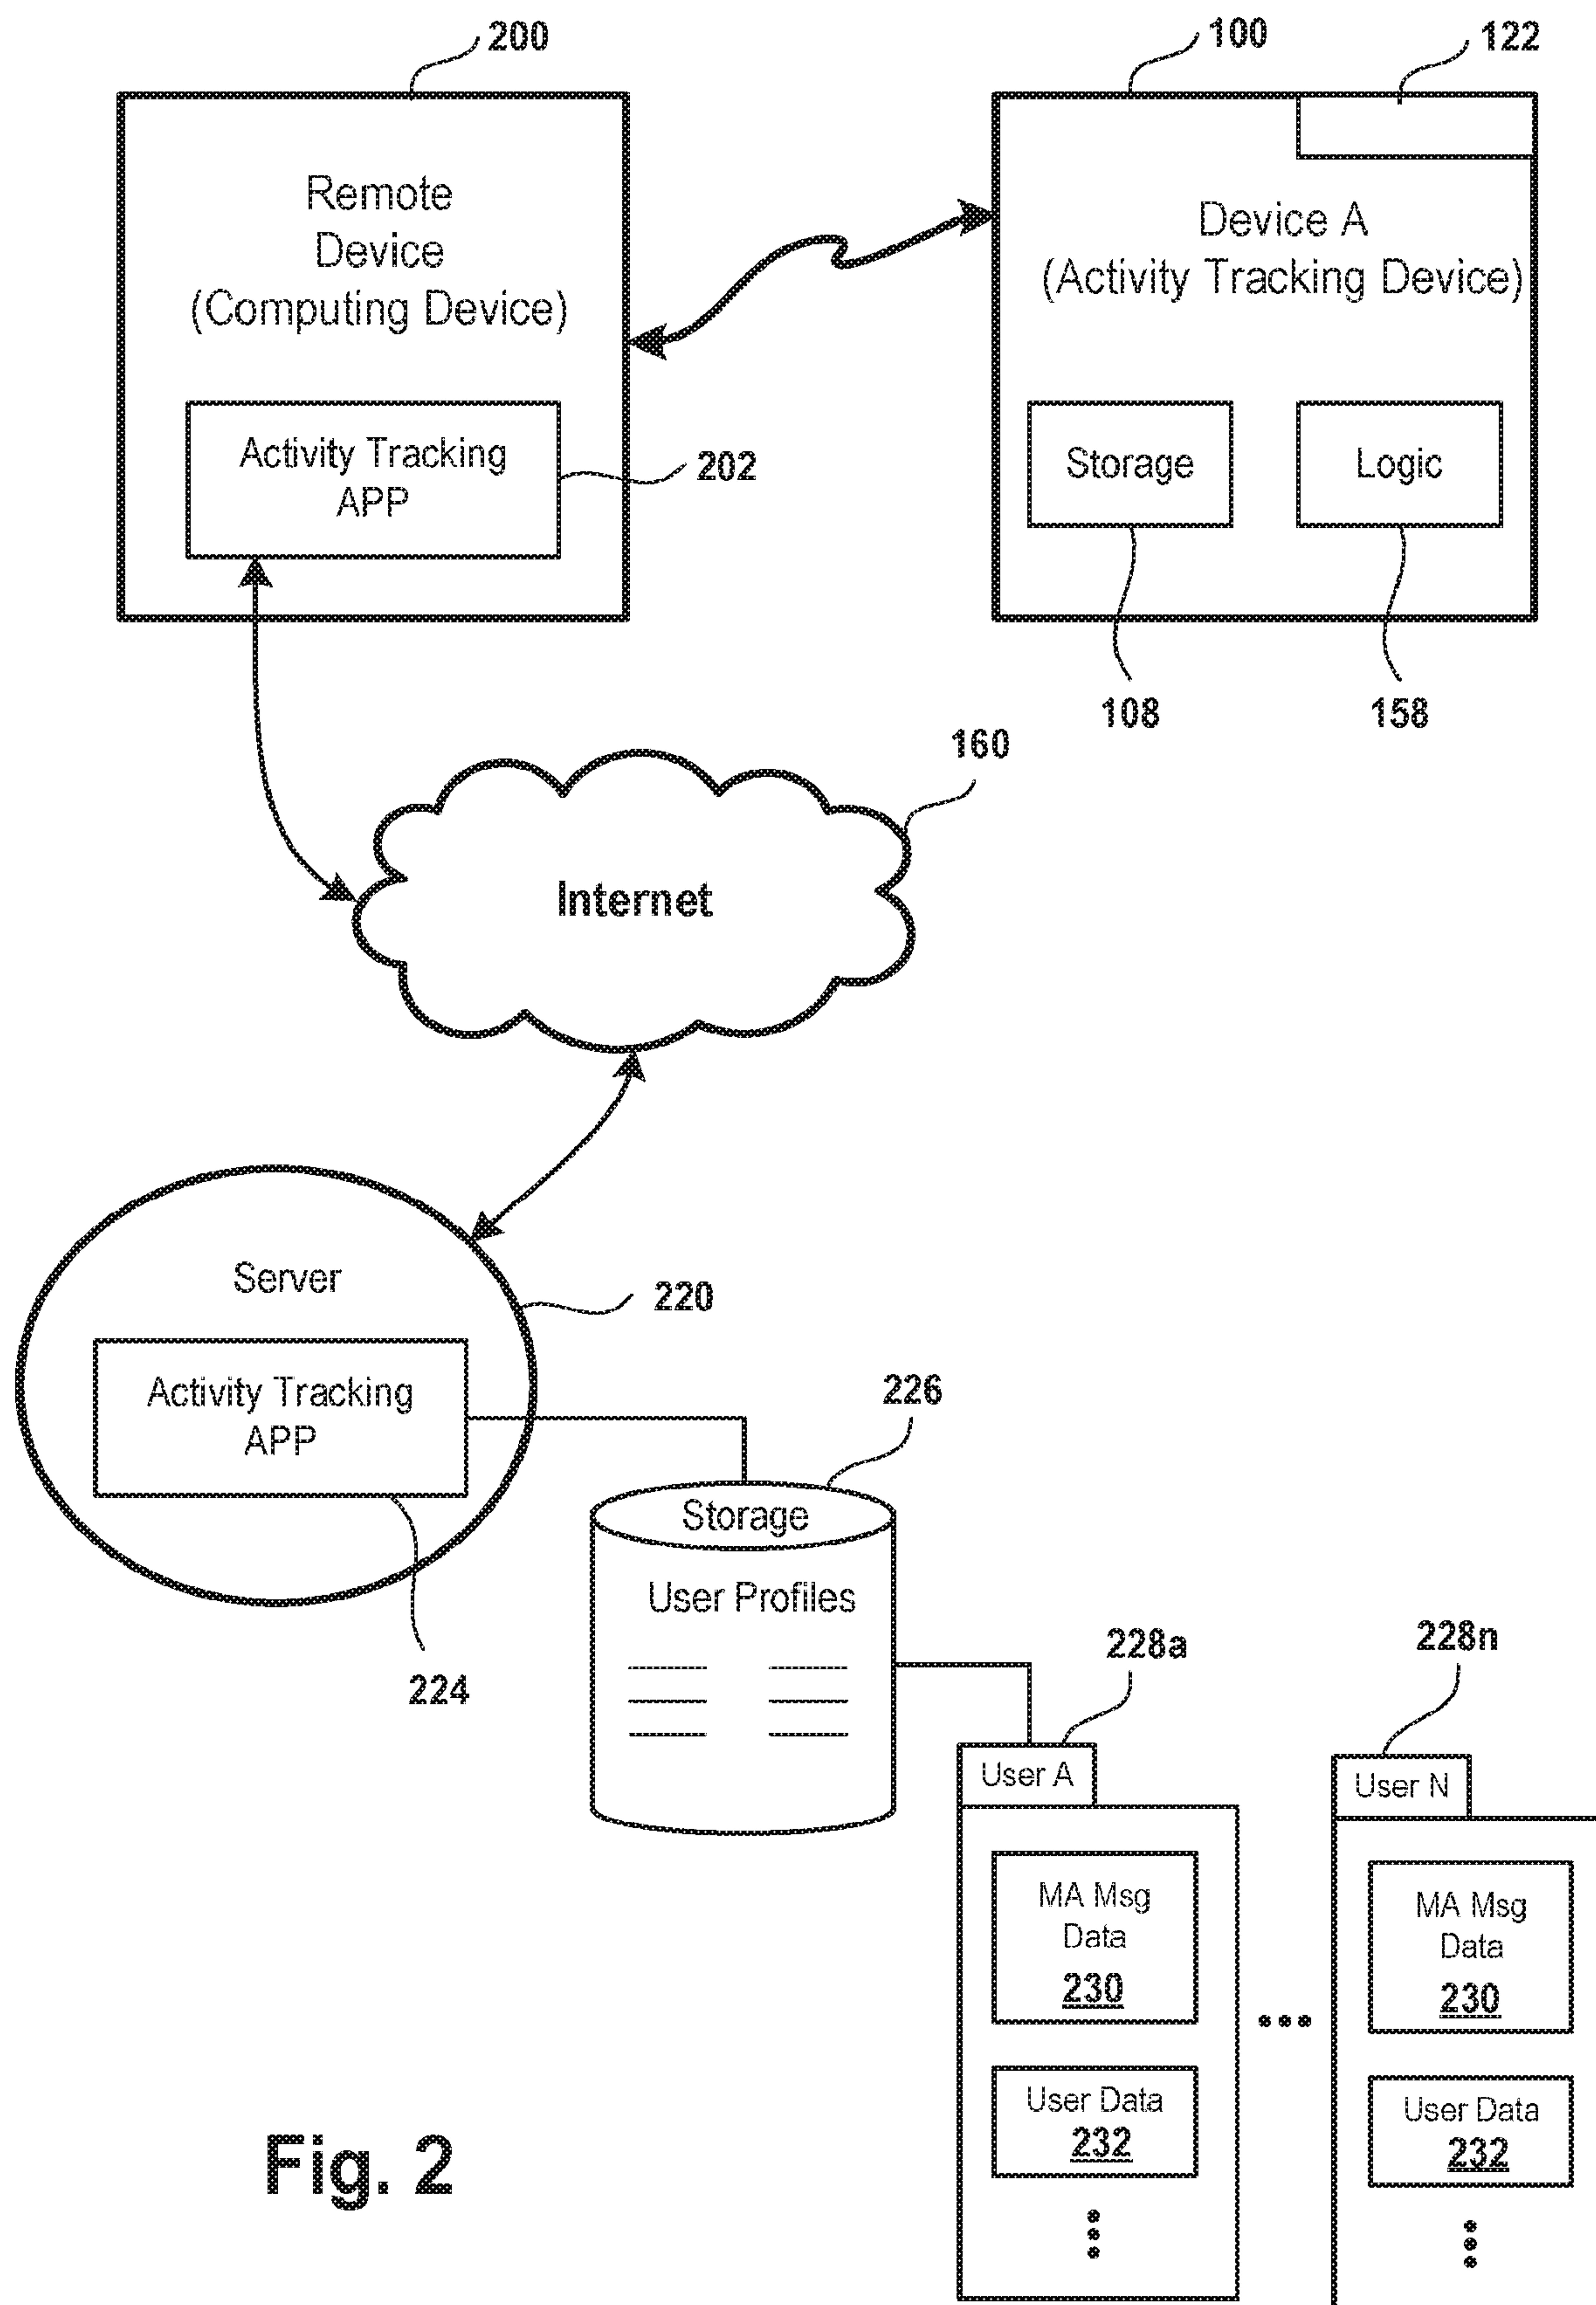 200
100
122
Remote
Device
(Computing Device)
Device A
(Activity Tracking Device)
Activity Tracking
APP
202
Storage
Logic
108
158
160
Internet
Server
220
Activity Tracking
APP
224
226
Storage
User Profiles
228a
228n
User A
User N
MA Msg
Data
230
MA Msg
Data
230
User Data
232
User Data
232
Fig. 2